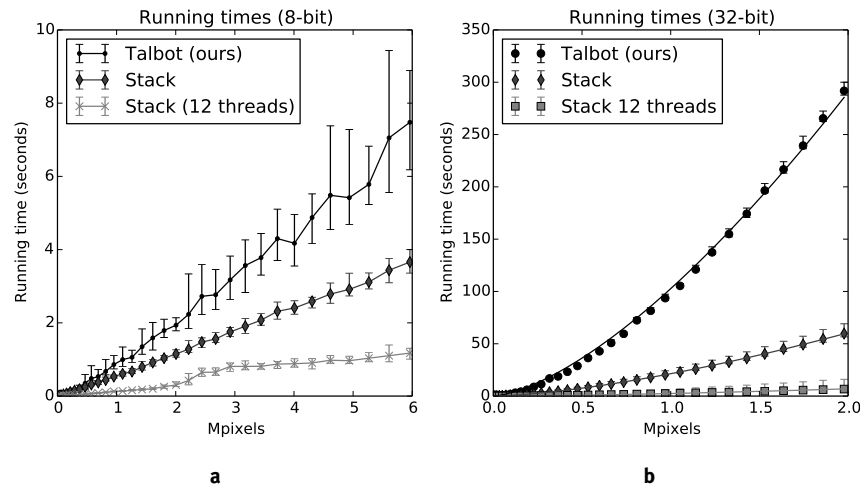 Running times (8-bit)
10
8
6
4
2
0
Running time (seconds)
Talbot (ours)
Stack
Stack (12 threads)
0 1 2 3 4 5 6
Mpixels
a
Running times (32-bit)
350
300
250
200
150
100
50
0
Running time (seconds)
Talbot (ours)
Stack
Stack 12 threads
0.0 0.5 1.0 1.5 2.0
Mpixels
b